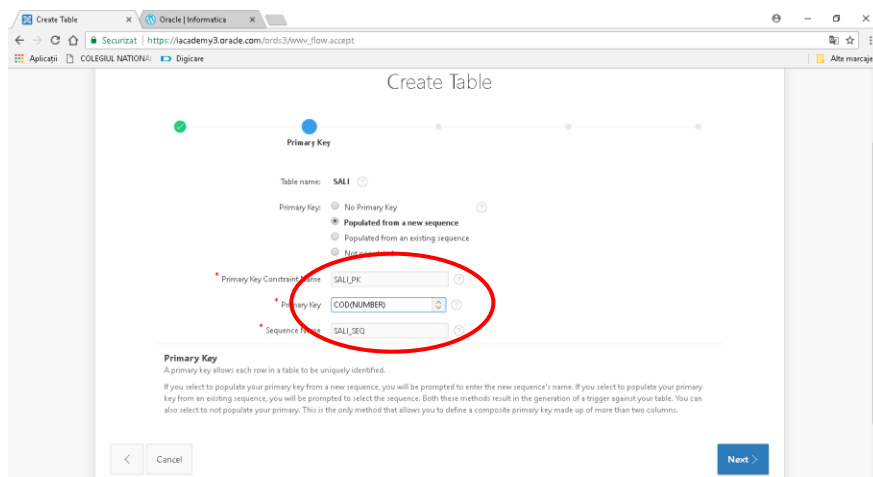 Create Table
Oracle | Informatica
Securizat | https://iacademy3.oracle.com/ords3/wwv_flow.accept
Aplicații COLEGIUL NATIONAL Digicare Alte marcaje
Create Table
Primary Key
Table name: SALI
Primary Key: No Primary Key
Populated from a new sequence
Populated from an existing sequence
Not populated
* Primary Key Constraint Name SALI_PK
* Primary Key COD(NUMBER)
* Sequence Name SALI_SEQ
Primary Key
A primary key allows each row in a table to be uniquely identified.
If you select to populate your primary key from a new sequence, you will be prompted to enter the new sequence's name. If you select to populate your primary
key from an existing sequence, you will be prompted to select the sequence. Both these methods result in the generation of a trigger against your table. You can
also select to not populate your primary. This is the only method that allows you to define a composite primary key made up of more than two columns.
< Cancel Next >